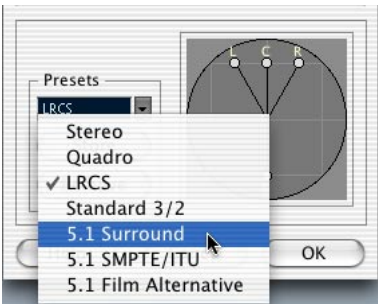 L C R
Presets
LRCS
Stereo
Quadro
✓ LRCS
Standard 3/2
5.1 Surround
5.1 SMPTE/ITU
OK
5.1 Film Alternative